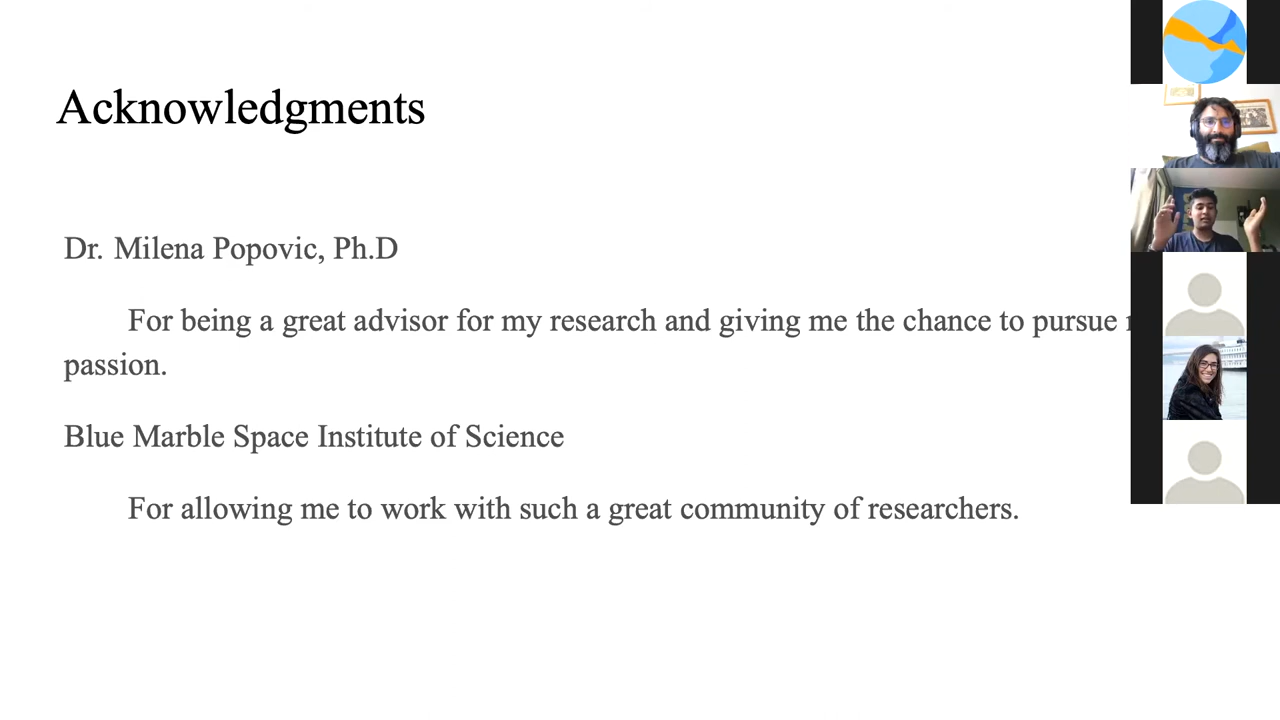 Acknowledgments
Dr. Milena Popovic, Ph.D
For being a great advisor for my research and giving me the chance to pursue
passion.
Blue Marble Space Institute of Science
For allowing me to work with such a great community of researchers.